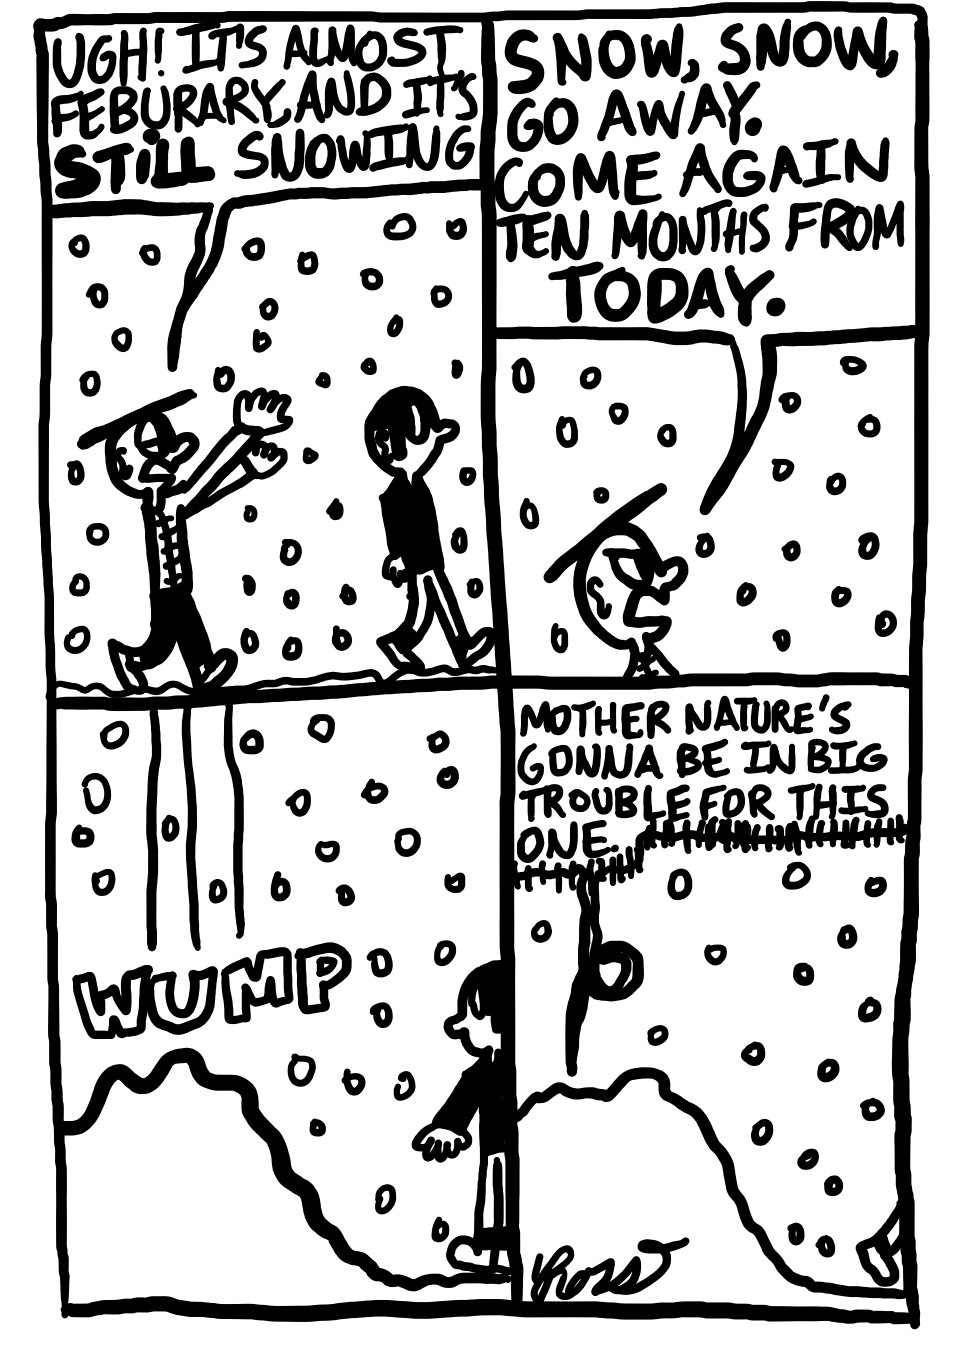 UGH! IT'S ALMOST
FEBURARY, AND IT'S
STiLL SNOWING
SNOW, SNOW,
GO AWAY.
COME AGAIN
TEN MONTHS FROM
TODAY.
WUMP
MOTHER NATURE'S
GONNA BE IN BIG
TROUBLE FOR THIS
ONE.
Ross